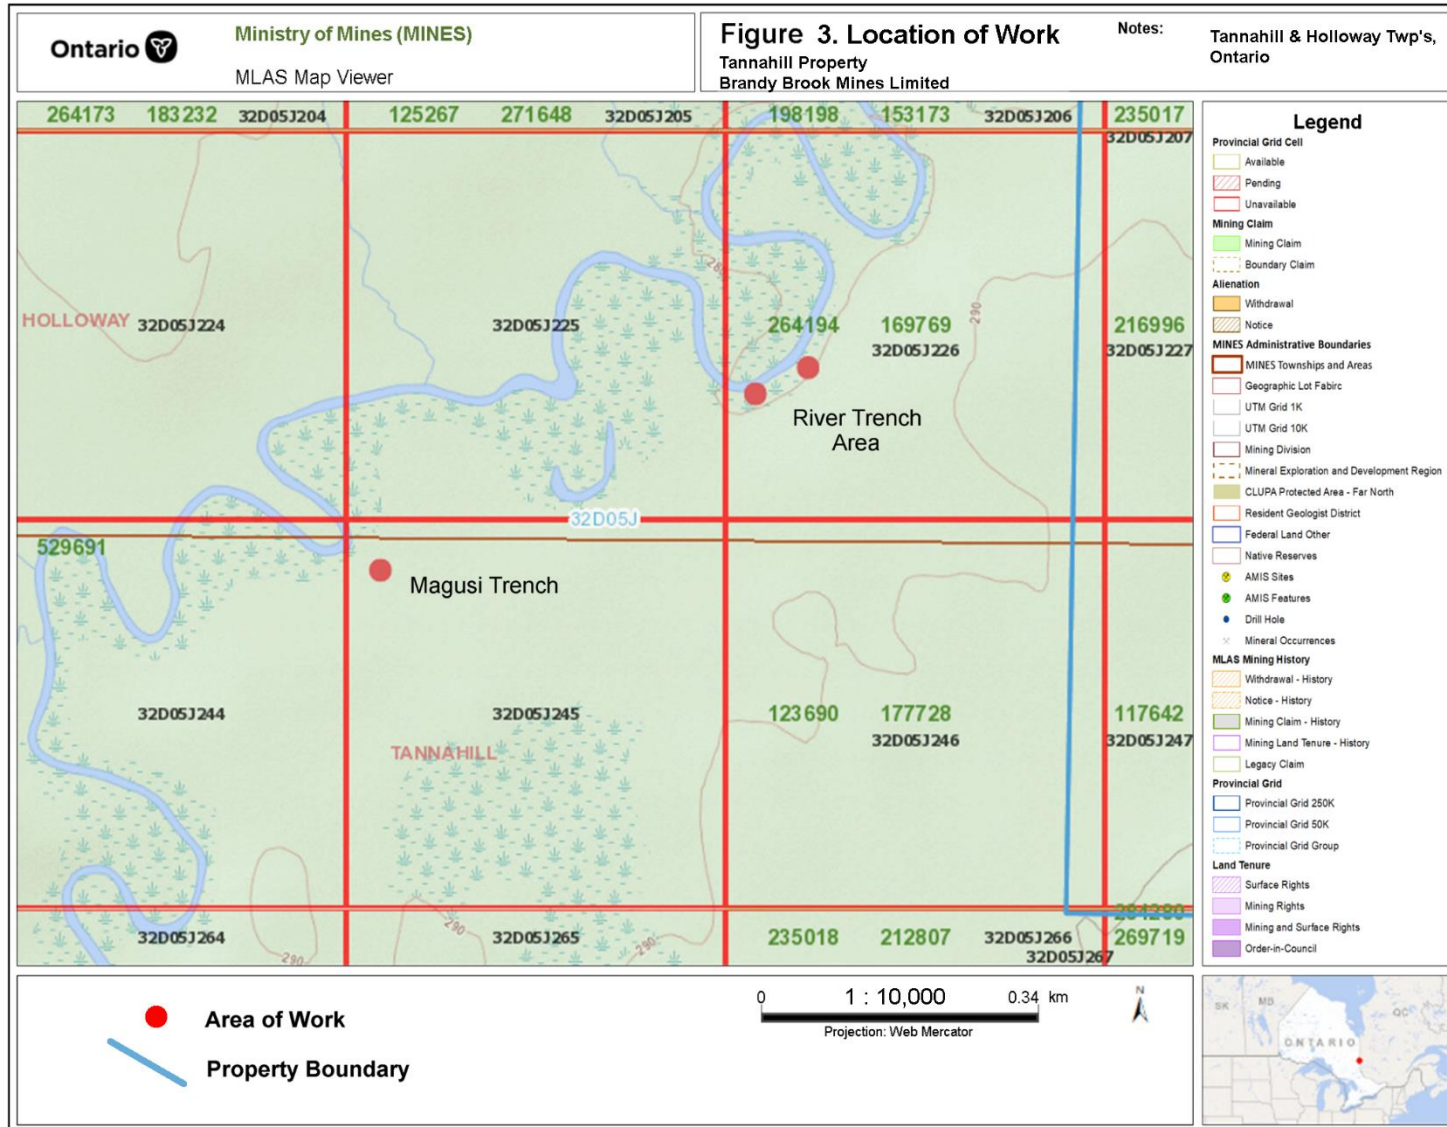 Ontario
Ministry of Mines (MINES)
MLAS Map Viewer
Figure 3. Location of Work
Tannahill Property
Brandy Brook Mines Limited
Notes:
Tannahill & Holloway Twp's,
Ontario
264173 183232 32D05J204 125267 271648 32D05J205 198198 153173 32D05J206 235017
32D05J207
280
290
HOLLOWAY 32D05J224 32D05J225 264194 169769 216996
32D05J226 32D05J227
River Trench
Area
32D05J
529691
Magusi Trench
32D05J244 32D05J245 123690 177728 117642
32D05J246 32D05J247
TANNAHILL
32D05J264 290 32D05J265 290 235018 212807 32D05J266 269719
290 32D05J267
Legend
Provincial Grid Cell
Available
Pending
Unavailable
Mining Claim
Mining Claim
Boundary Claim
Alienation
Withdrawal
Notice
MINES Administrative Boundaries
MINES Townships and Areas
Geographic Lot Fabirc
UTM Grid 1K
UTM Grid 10K
Mining Division
Mineral Exploration and Development Region
CLUPA Protected Area - Far North
Resident Geologist District
Federal Land Other
Native Reserves
AMIS Sites
AMIS Features
Drill Hole
Mineral Occurrences
MLAS Mining History
Withdrawal - History
Notice - History
Mining Claim - History
Mining Land Tenure - History
Legacy Claim
Provincial Grid
Provincial Grid 250K
Provincial Grid 50K
Provincial Grid Group
Land Tenure
Surface Rights
Mining Rights
Mining and Surface Rights
Order-in-Council
Area of Work
Property Boundary
0 1 : 10,000 0.34 km
Projection: Web Mercator
N
SK MB ONTARIO QC